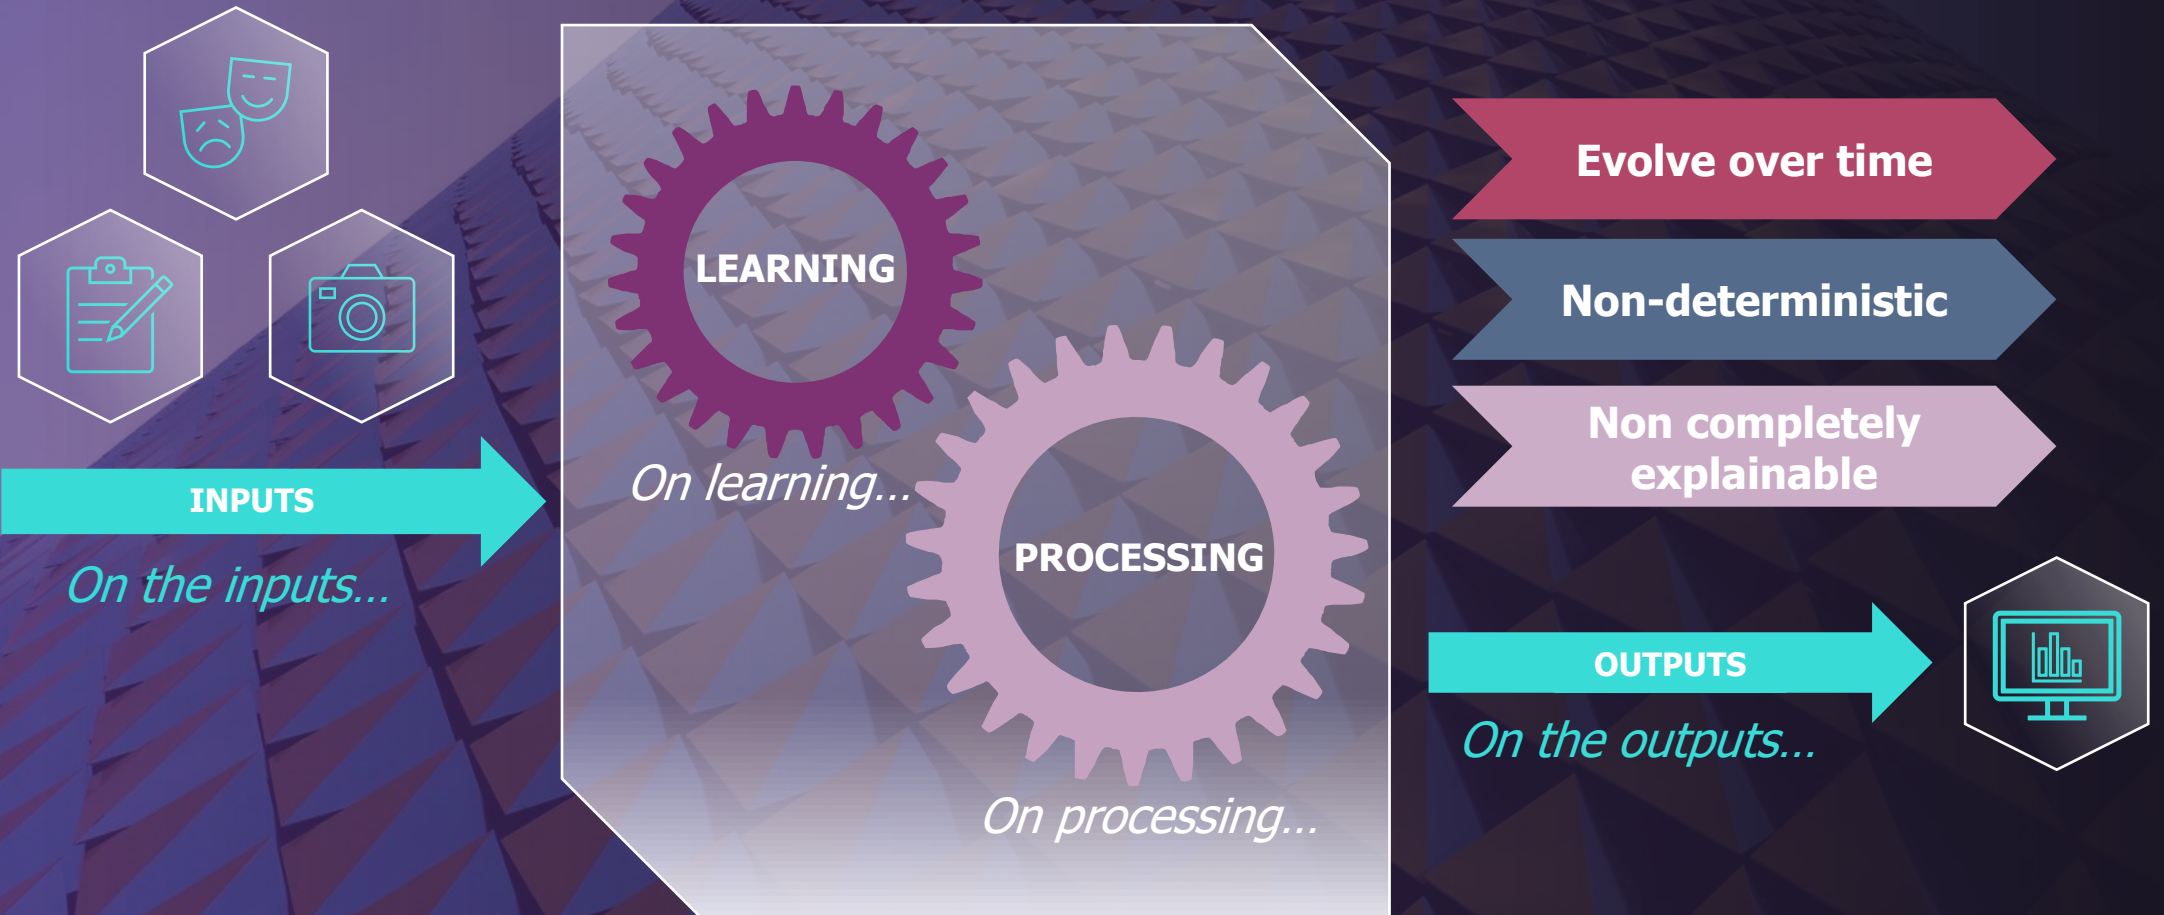 INPUTS
On the inputs...
LEARNING
On learning...
PROCESSING
On processing...
Evolve over time
Non-deterministic
Non completely
explainable
OUTPUTS
On the outputs...